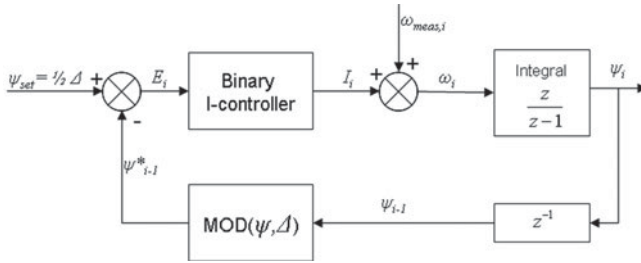 ω_meas,i
ψ_set = ½ Δ
+
-
E_i
Binary
I-controller
I_i
+
+
ω_i
Integral
z
z−1
ψ_i
ψ*_i-1
MOD(ψ,Δ)
ψ_i-1
z⁻¹